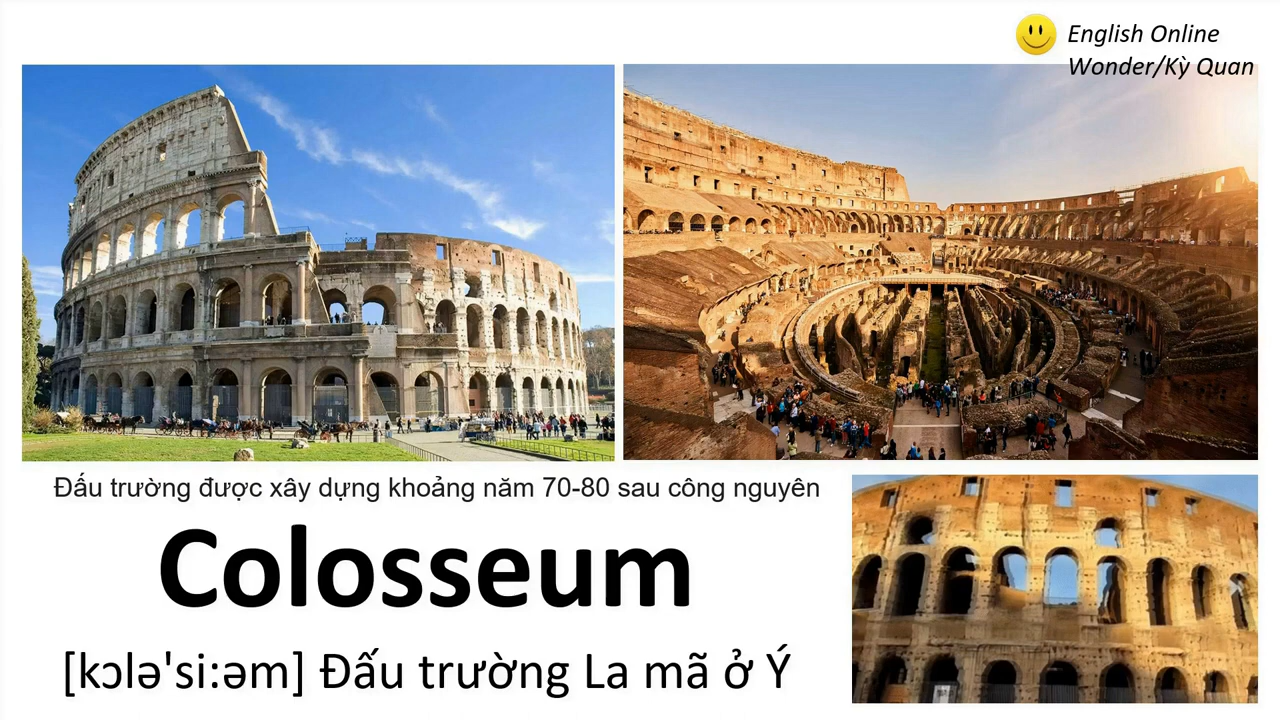 English Online
Wonder/Kỳ Quan
Đấu trường được xây dựng khoảng năm 70-80 sau công nguyên
Colosseum
[kɔlə'si:əm] Đấu trường La mã ở Ý